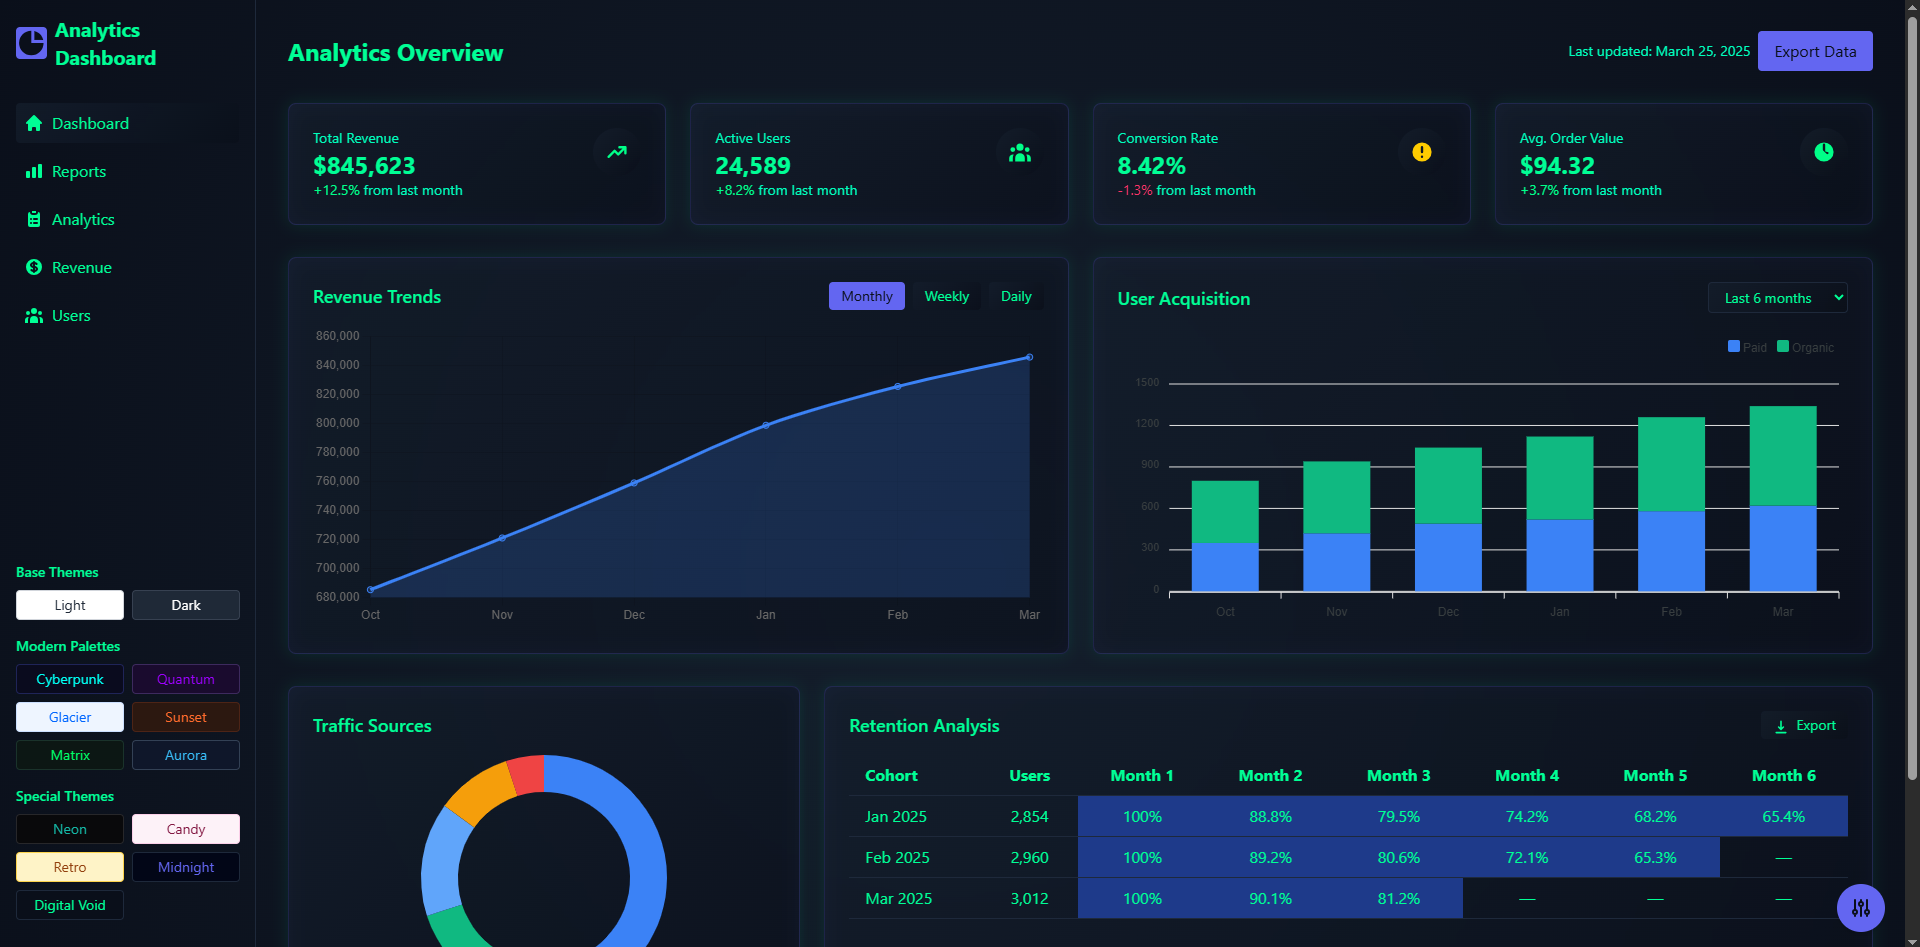 Analytics
Dashboard
Dashboard
Reports
Analytics
Revenue
Users
Base Themes
Light
Dark
Modern Palettes
Cyberpunk
Quantum
Glacier
Sunset
Matrix
Aurora
Special Themes
Neon
Candy
Retro
Midnight
Digital Void
Analytics Overview
Last updated: March 25, 2025
Export Data
Total Revenue
$845,623
+12.5% from last month
Active Users
24,589
+8.2% from last month
Conversion Rate
8.42%
-1.3% from last month
Avg. Order Value
$94.32
+3.7% from last month
Revenue Trends
Monthly Weekly Daily
860,000
840,000
820,000
800,000
780,000
760,000
740,000
720,000
700,000
680,000
Oct Nov Dec Jan Feb Mar
User Acquisition
Last 6 months
Paid Organic
1500
1200
900
600
300
0
Oct Nov Dec Jan Feb Mar
Traffic Sources
Retention Analysis
Export
Cohort Users Month 1 Month 2 Month 3 Month 4 Month 5 Month 6
Jan 2025 2,854 100% 88.8% 79.5% 74.2% 68.2% 65.4%
Feb 2025 2,960 100% 89.2% 80.6% 72.1% 65.3% —
Mar 2025 3,012 100% 90.1% 81.2% — — —